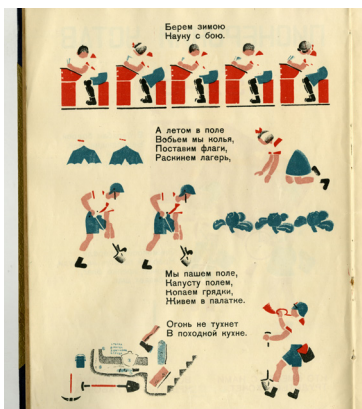 Берем зимою
Науку с бою.
А летом в поле
Вобьем мы колья,
Поставим флаги,
Раскинем лагерь,
Мы пашем поле,
Капусту полем,
Копаем грядки,
Живем в палатке.
Огонь не тухнет
В походной кухне.